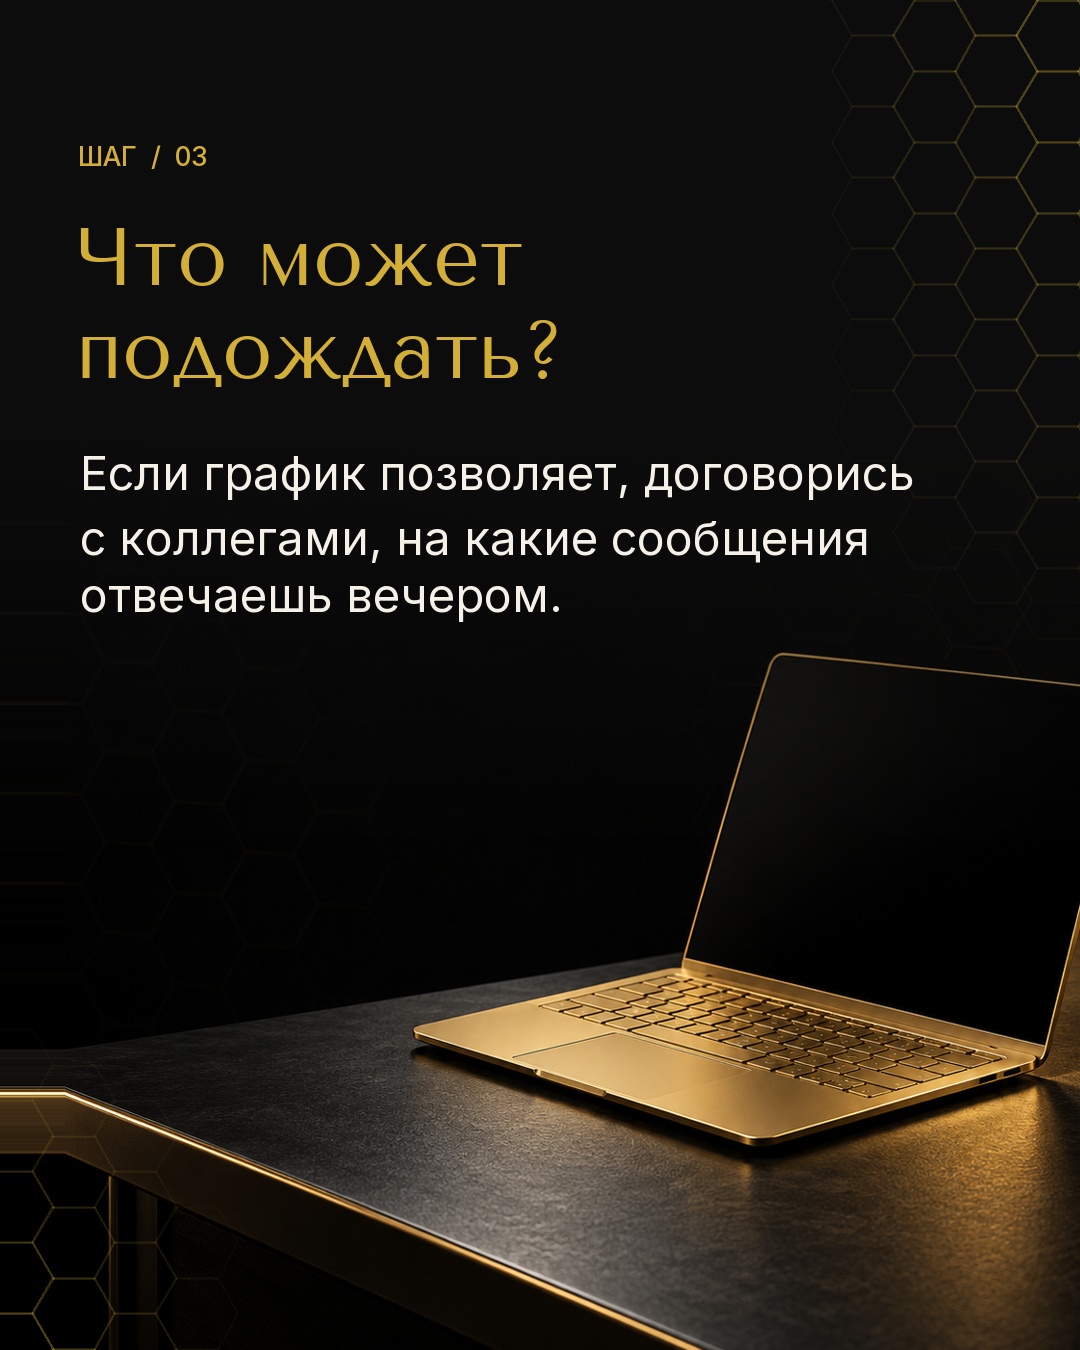 ШАГ / 03
Что может
подождать?
Если график позволяет, договорись
с коллегами, на какие сообщения
отвечаешь вечером.